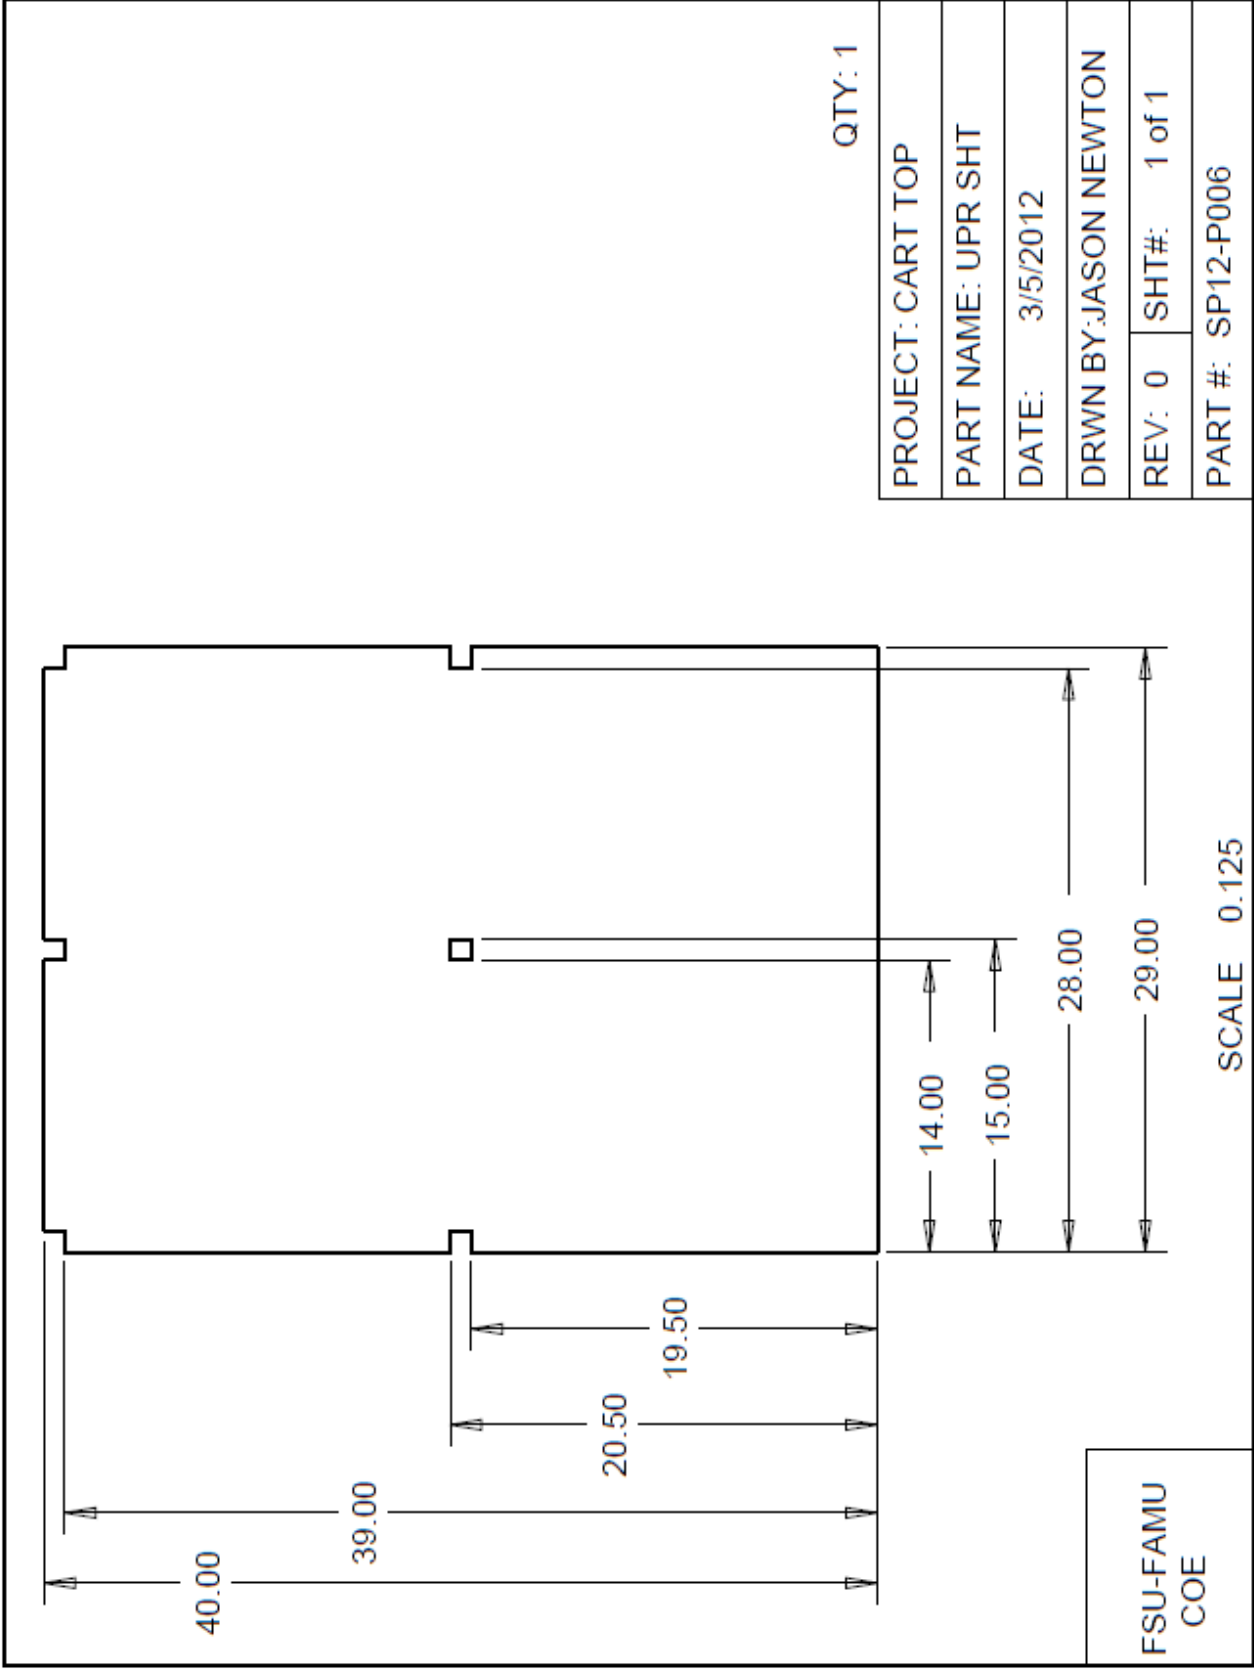 40.00
39.00
20.50
19.50
14.00
15.00
28.00
29.00
QTY: 1
PROJECT: CART TOP
PART NAME: UPR SHT
DATE: 3/5/2012
DRWN BY:JASON NEWTON
REV: 0 SHT#: 1 of 1
PART #: SP12-P006
FSU-FAMU
COE
SCALE 0.125